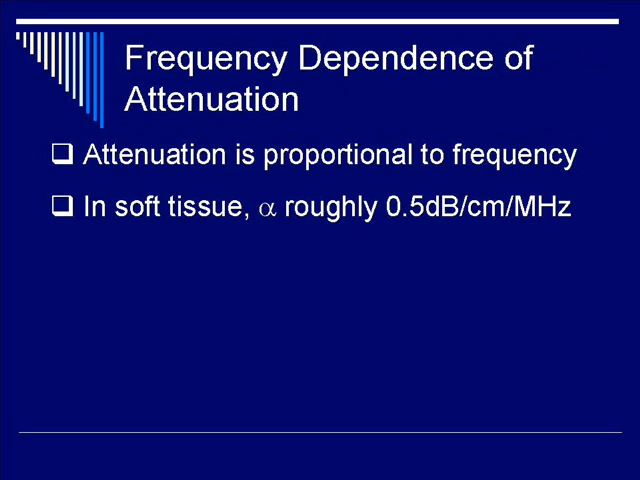 Frequency Dependence of
Attenuation
❑ Attenuation is proportional to frequency
❑ In soft tissue, α roughly 0.5dB/cm/MHz